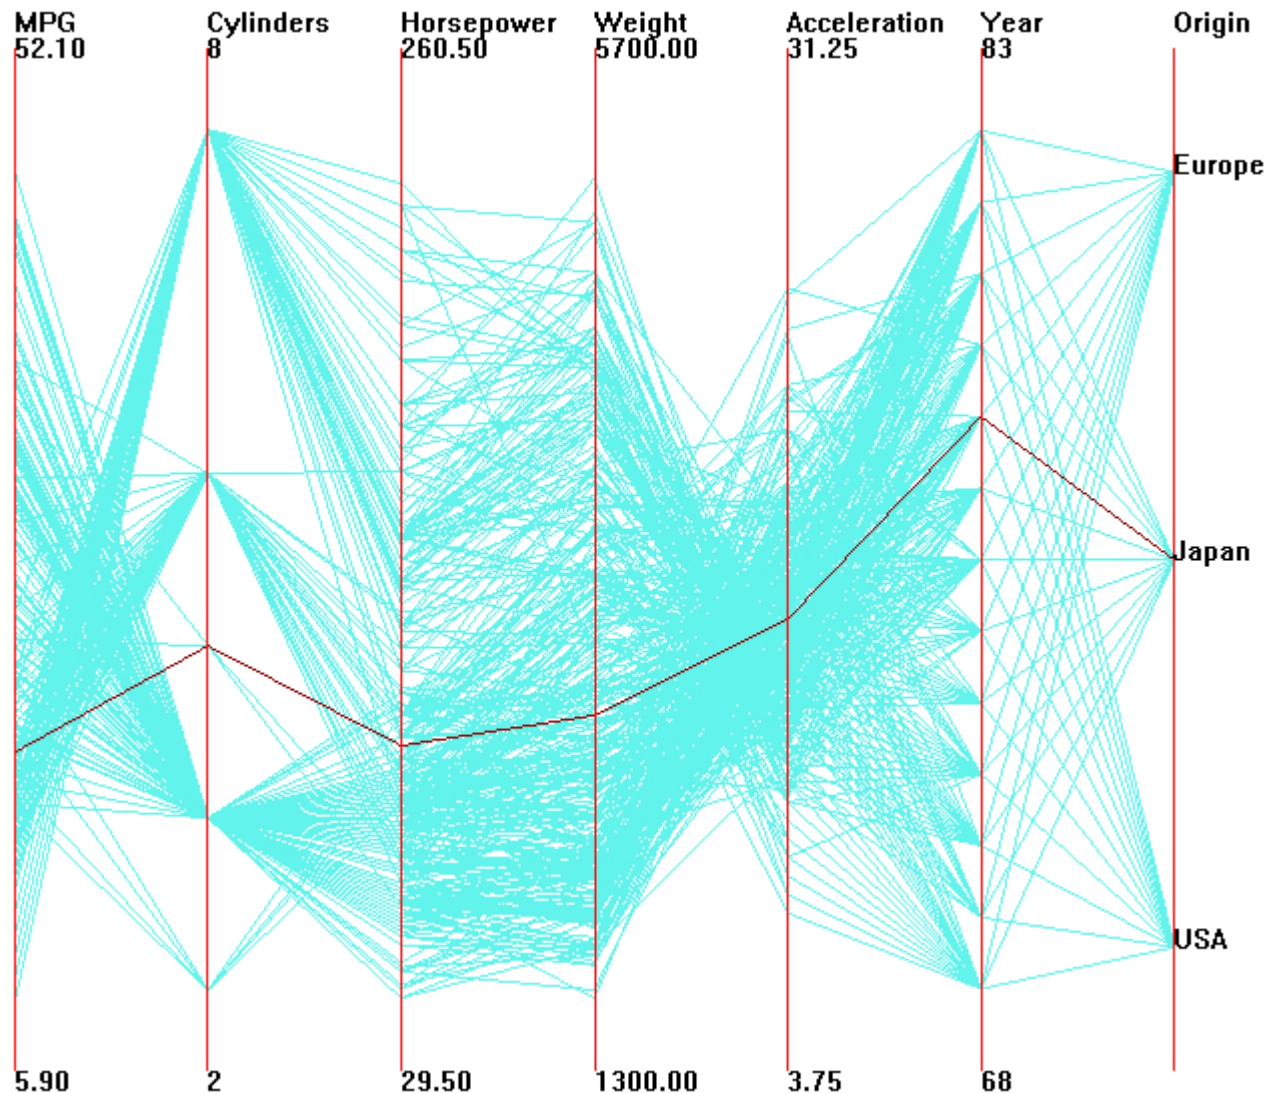 MPG Cylinders Horsepower Weight Acceleration Year Origin
52.10 8 260.50 5700.00 31.25 83
Europe
Japan
USA
5.90 2 29.50 1300.00 3.75 68